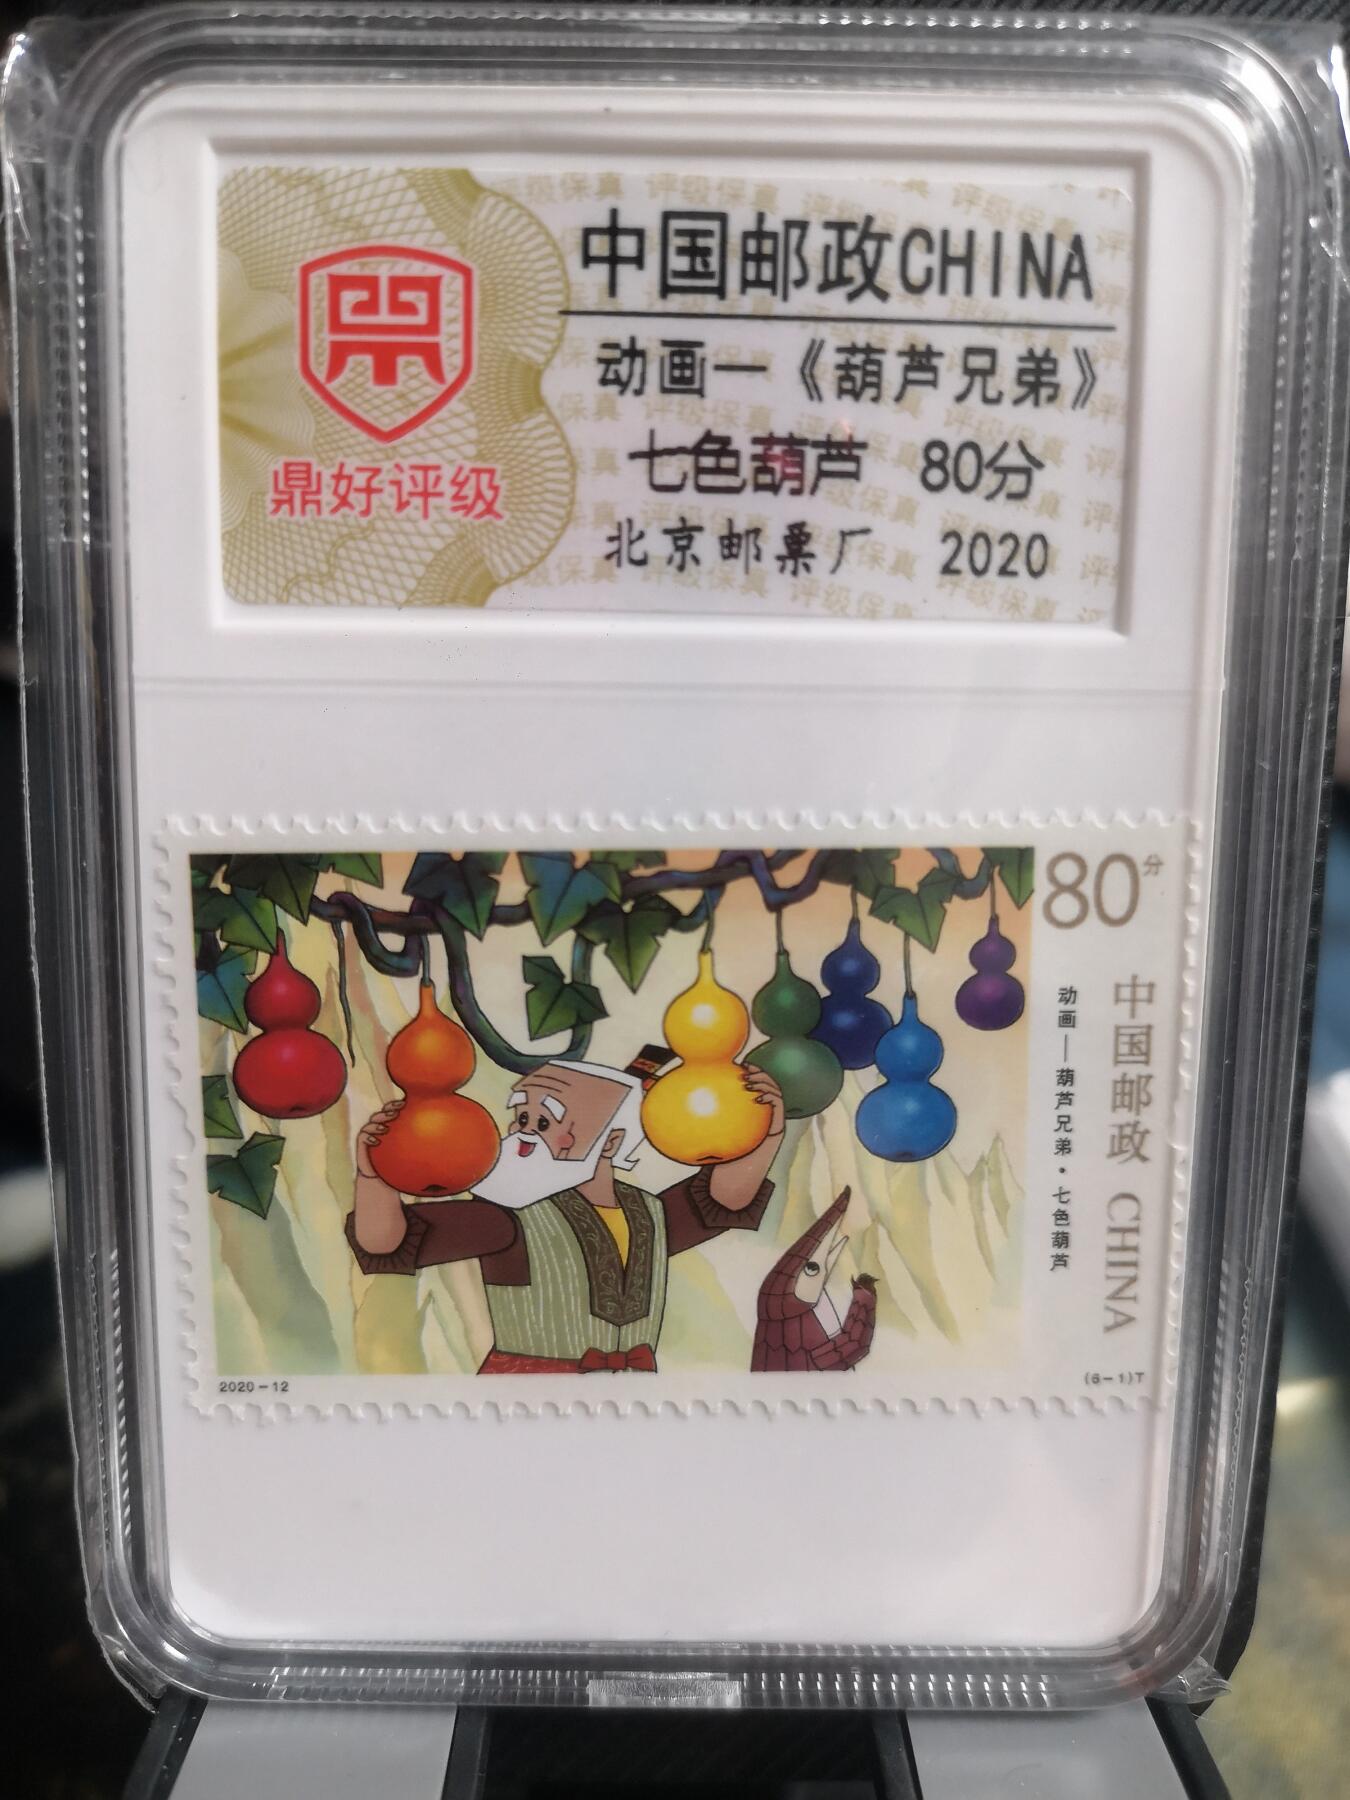 中国邮政CHINA
动画—《葫芦兄弟》
七色葫芦 80分
北京邮票厂 2020
鼎好评级
80分
中国邮政 CHINA
动画—葫芦兄弟·七色葫芦
2020-12
(6-1)T